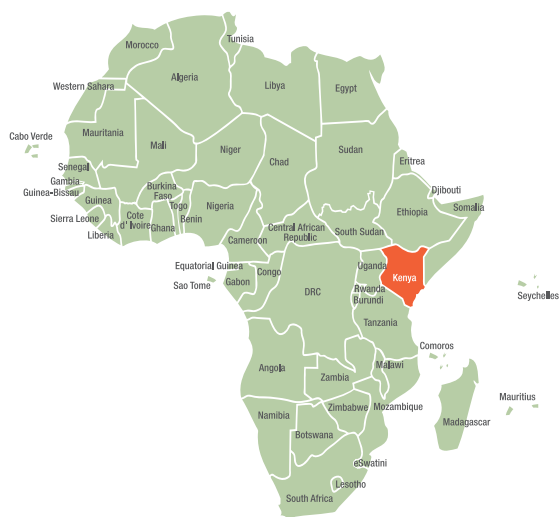 Morocco
Tunisia
Algeria
Libya
Egypt
Western Sahara
Mauritania
Mali
Niger
Chad
Sudan
Eritrea
Cabo Verde
Senegal
Gambia
Guinea-Bissau
Guinea
Sierra Leone
Liberia
Cote
d' Ivoire
Burkina
Faso
Ghana
Togo
Benin
Nigeria
Cameroon
Central African
Republic
South Sudan
Ethiopia
Djibouti
Somalia
Equatorial Guinea
Sao Tome
Gabon
Congo
DRC
Uganda
Kenya
Rwanda
Burundi
Tanzania
Seychelles
Comoros
Angola
Zambia
Malawi
Mozambique
Zimbabwe
Namibia
Botswana
Madagascar
Mauritius
eSwatini
Lesotho
South Africa